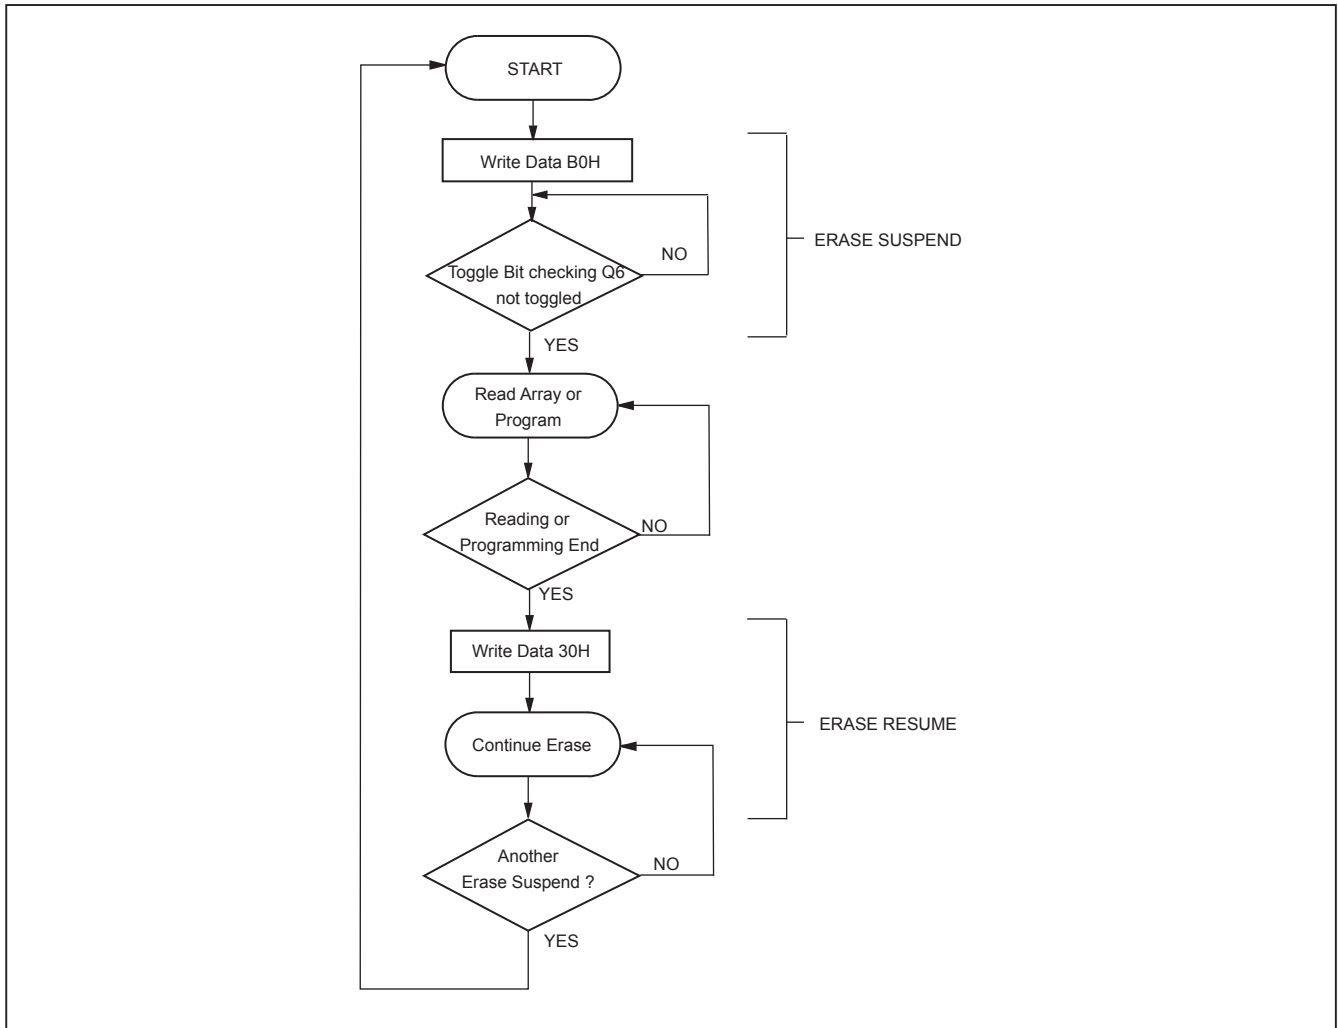 START
Write Data B0H
ERASE SUSPEND
NO
Toggle Bit checking Q6
not toggled
YES
Read Array or
Program
Reading or
Programming End
NO
YES
Write Data 30H
ERASE RESUME
Continue Erase
Another
Erase Suspend ?
NO
YES